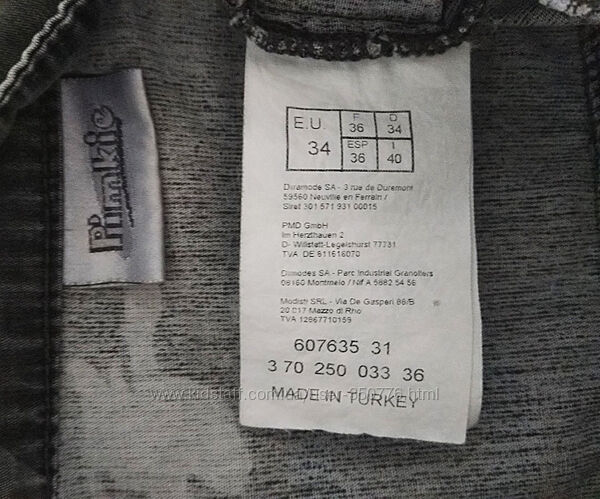 Pimkie
E.U. F D
36 34
34 ESP I
36 40
Diramode SA - 3 rue de Duremont
59560 Neuville en Ferrain /
Siret 301 571 931 00015
PMD GmbH
Im Herzthauen 2
D- Willstatt-Legelshurst 77731
TVA DE 811616070
Dimodes SA - Parc Industrial Granollers
08160 Montmelo / Nif A 5882 54 56
Modisti SRL - Via De Gasperi 86/B
20 017 Mazzo di Rho
TVA 12867710159
607635 31
3 70 250 033 36
MADE IN TURKEY